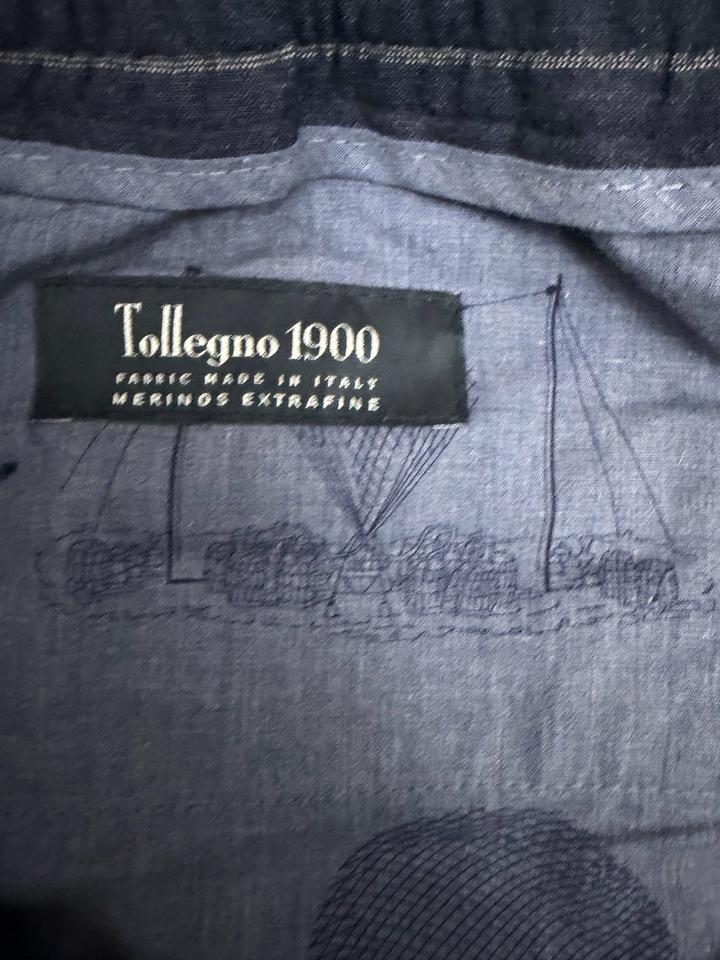 Tollegno 1900
FABRIC MADE IN ITALY
MERINOS EXTRAFINE